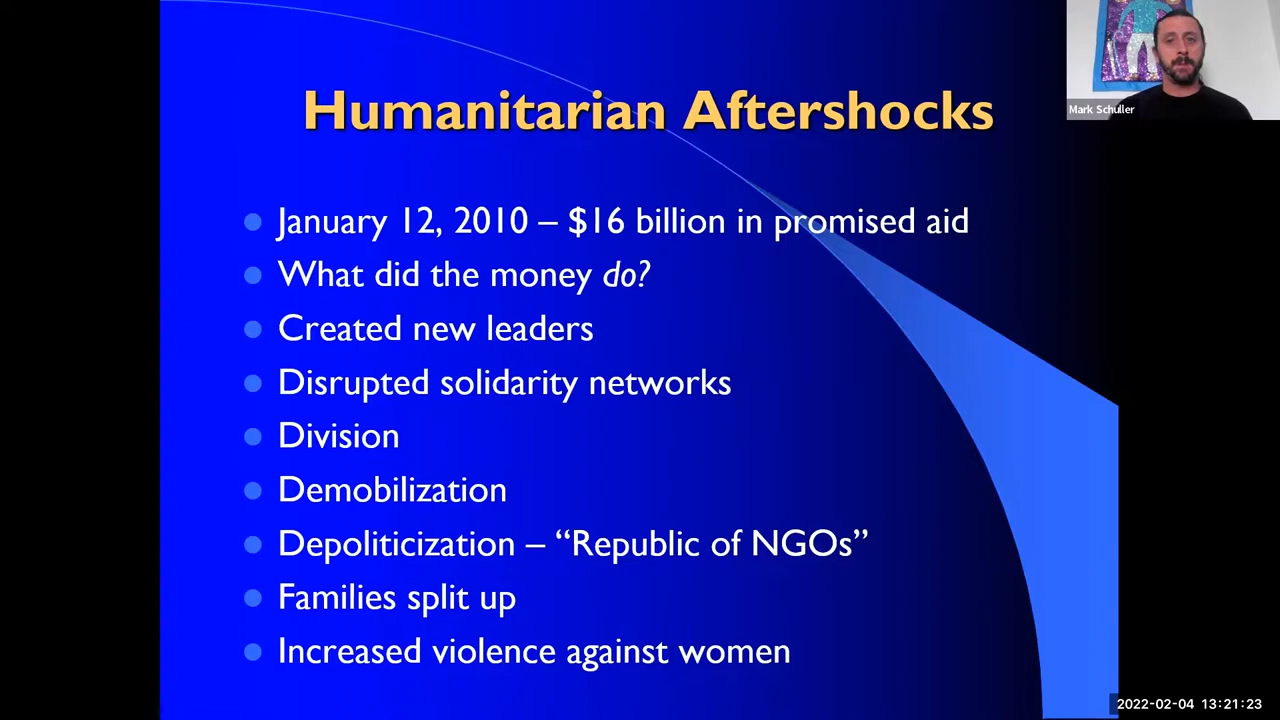 Humanitarian Aftershocks
Mark Schuller
January 12, 2010 – $16 billion in promised aid
What did the money do?
Created new leaders
Disrupted solidarity networks
Division
Demobilization
Depoliticization – “Republic of NGOs”
Families split up
Increased violence against women
2022-02-04 13:21:23